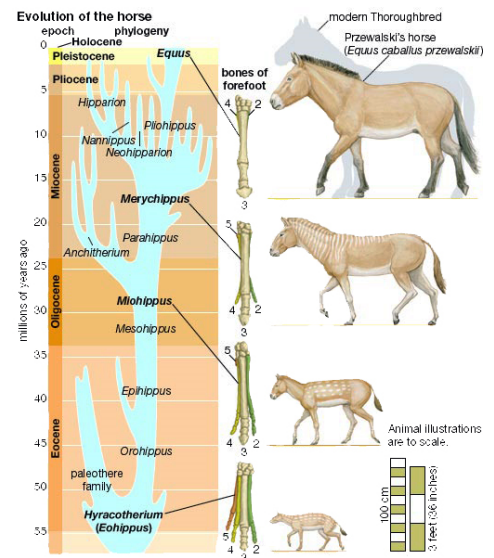 Evolution of the horse
epoch phylogeny
0
Holocene
Pleistocene
Equus
Pliocene
5
Hipparion
Pliohippus
Nannippus
10
Neohipparion
Miocene
15
Merychippus
20
Parahippus
Anchitherium
25
Oligocene
Miohippus
30
Mesohippus
35
Epihippus
40
Eocene
45
Orohippus
paleothere
family
50
Hyracotherium
(Eohippus)
55
millions of years ago
bones of
forefoot
4 2
3
5
4 2
3
5
4 2
3
5
4 2
3
modern Thoroughbred
Przewalski's horse
(Equus caballus przewalskii)
Animal illustrations
are to scale.
100 cm
3 feet (36 inches)